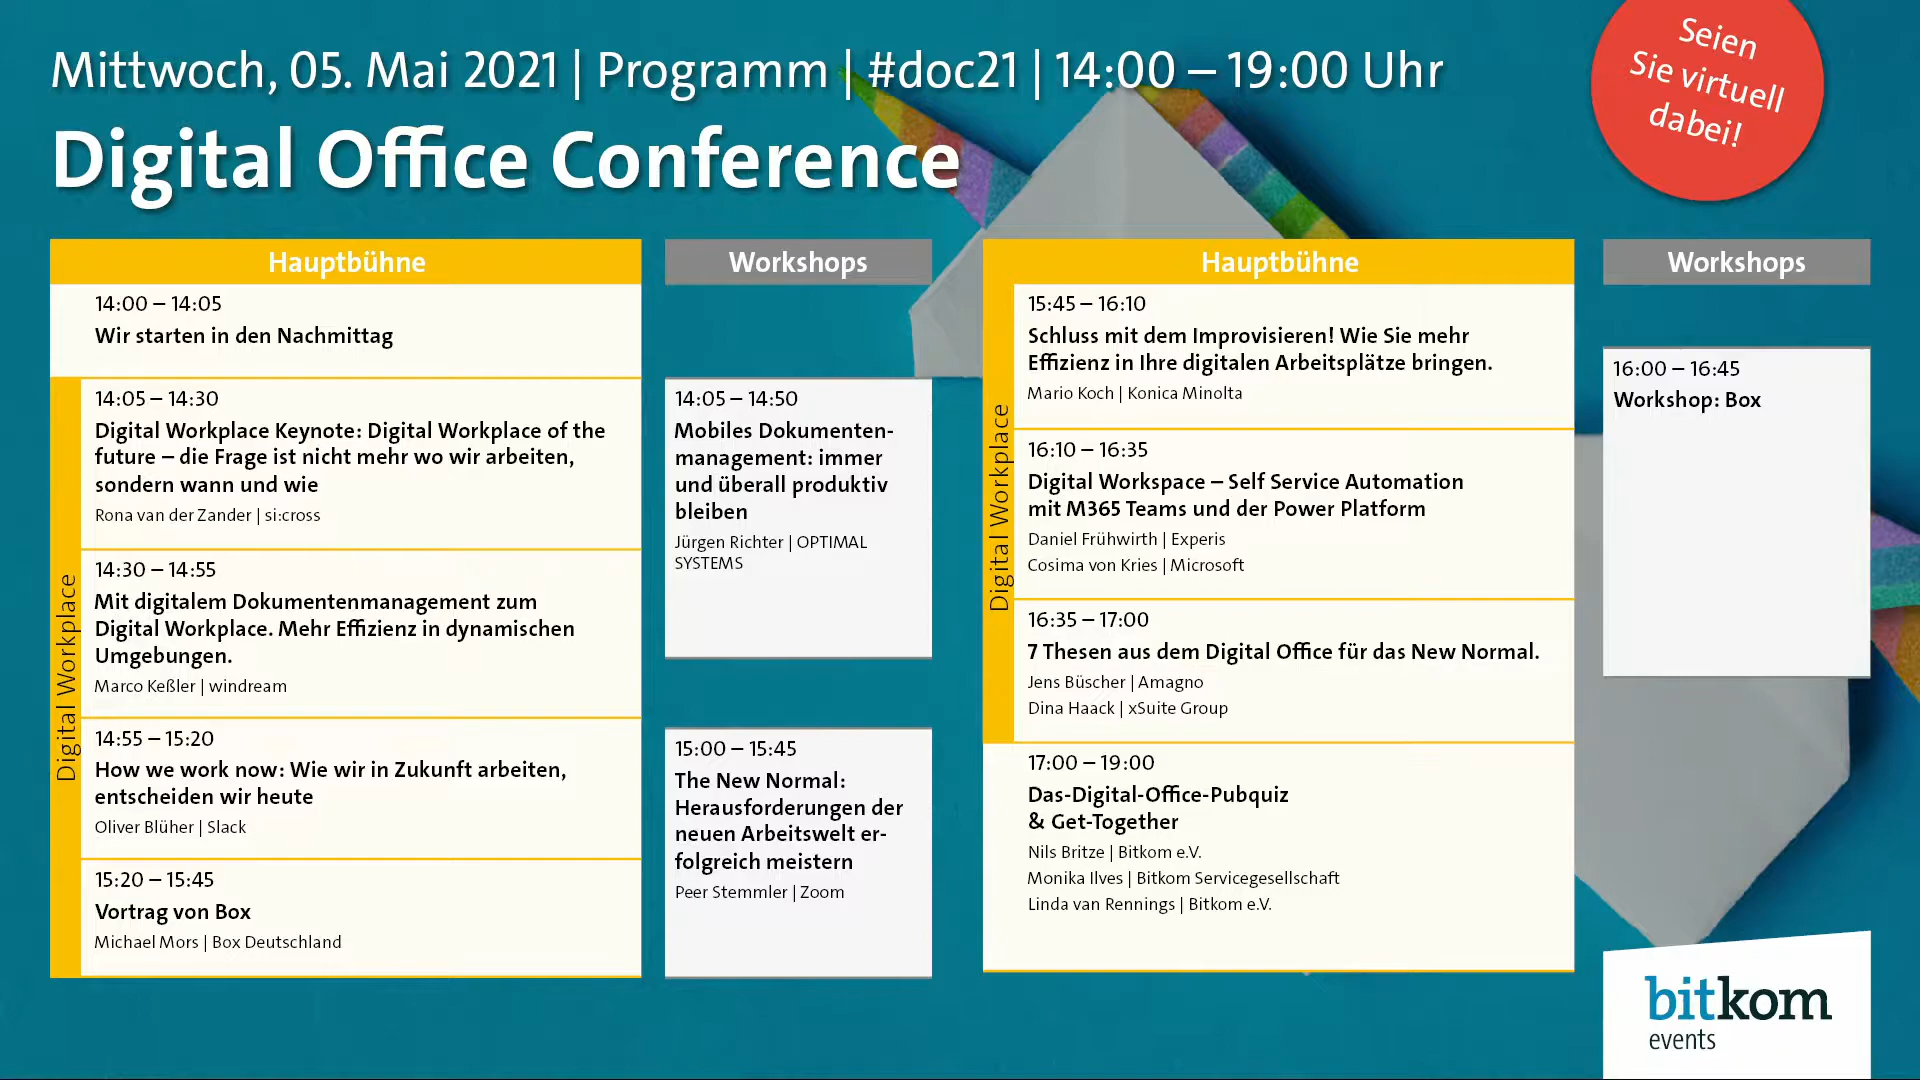 Mittwoch, 05. Mai 2021 | Programm | #doc21 | 14:00 – 19:00 Uhr
Digital Office Conference
Seien
Sie virtuell
dabei!
Hauptbühne
14:00 – 14:05
Wir starten in den Nachmittag
Digital Workplace
14:05 – 14:30
Digital Workplace Keynote: Digital Workplace of the
future – die Frage ist nicht mehr wo wir arbeiten,
sondern wann und wie
Rona van der Zander | si:cross
14:30 – 14:55
Mit digitalem Dokumentenmanagement zum
Digital Workplace. Mehr Effizienz in dynamischen
Umgebungen.
Marco Keßler | windream
14:55 – 15:20
How we work now: Wie wir in Zukunft arbeiten,
entscheiden wir heute
Oliver Blüher | Slack
15:20 – 15:45
Vortrag von Box
Michael Mors | Box Deutschland
Workshops
14:05 – 14:50
Mobiles Dokumenten-
management: immer
und überall produktiv
bleiben
Jürgen Richter | OPTIMAL
SYSTEMS
15:00 – 15:45
The New Normal:
Herausforderungen der
neuen Arbeitswelt er-
folgreich meistern
Peer Stemmler | Zoom
Hauptbühne
Digital Workplace
15:45 – 16:10
Schluss mit dem Improvisieren! Wie Sie mehr
Effizienz in Ihre digitalen Arbeitsplätze bringen.
Mario Koch | Konica Minolta
16:10 – 16:35
Digital Workspace – Self Service Automation
mit M365 Teams und der Power Platform
Daniel Frühwirth | Experis
Cosima von Kries | Microsoft
16:35 – 17:00
7 Thesen aus dem Digital Office für das New Normal.
Jens Büscher | Amagno
Dina Haack | xSuite Group
17:00 – 19:00
Das-Digital-Office-Pubquiz
& Get-Together
Nils Britze | Bitkom e.V.
Monika Ilves | Bitkom Servicegesellschaft
Linda van Rennings | Bitkom e.V.
Workshops
16:00 – 16:45
Workshop: Box
bitkom
events